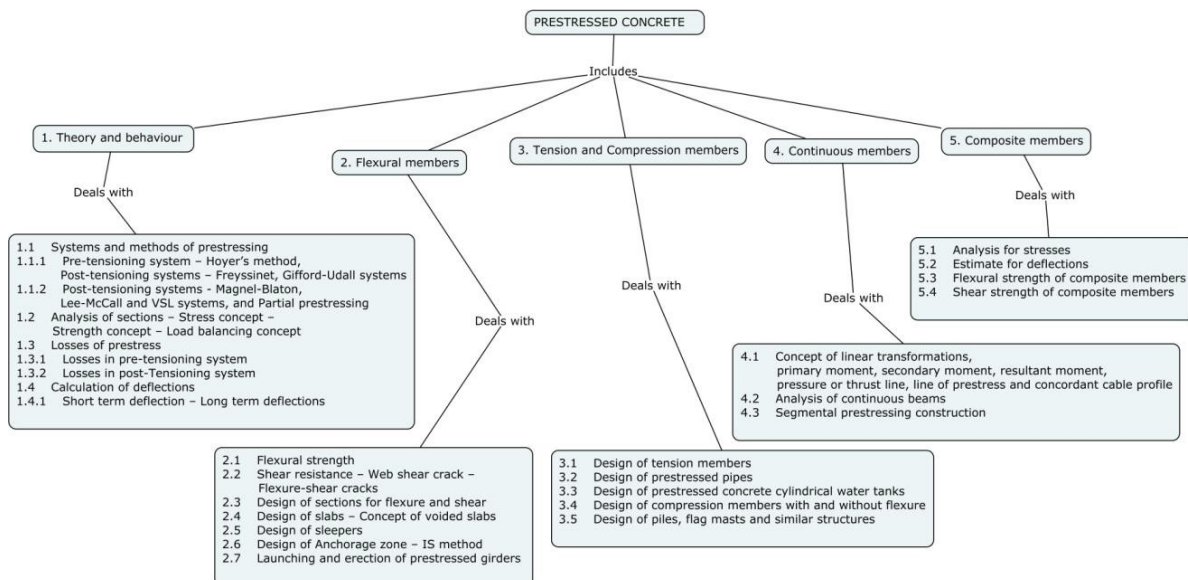 PRESTRESSED CONCRETE
Includes
1. Theory and behaviour
2. Flexural members
3. Tension and Compression members
4. Continuous members
5. Composite members
Deals with
1.1 Systems and methods of prestressing
1.1.1 Pre-tensioning system – Hoyer's method,
Post-tensioning systems – Freyssinet, Gifford-Udall systems
1.1.2 Post-tensioning systems - Magnel-Blaton,
Lee-McCall and VSL systems, and Partial prestressing
1.2 Analysis of sections – Stress concept –
Strength concept – Load balancing concept
1.3 Losses of prestress
1.3.1 Losses in pre-tensioning system
1.3.2 Losses in post-Tensioning System
1.4 Calculation of deflections
1.4.1 Short term deflection – Long term deflections
Deals with
2.1 Flexural strength
2.2 Shear resistance – Web shear crack –
Flexure-shear cracks
2.3 Design of sections for flexure and shear
2.4 Design of slabs – Concept of voided slabs
2.5 Design of sleepers
2.6 Design of Anchorage zone – IS method
2.7 Launching and erection of prestressed girders
Deals with
3.1 Design of tension members
3.2 Design of prestressed pipes
3.3 Design of prestressed concrete cylindrical water tanks
3.4 Design of compression members with and without flexure
3.5 Design of piles, flag masts and similar structures
Deals with
4.1 Concept of linear transformations,
primary moment, secondary moment, resultant moment,
pressure or thrust line, line of prestress and concordant cable profile
4.2 Analysis of continuous beams
4.3 Segmental prestressing construction
Deals with
5.1 Analysis for stresses
5.2 Estimate for deflections
5.3 Flexural strength of composite members
5.4 Shear strength of composite members